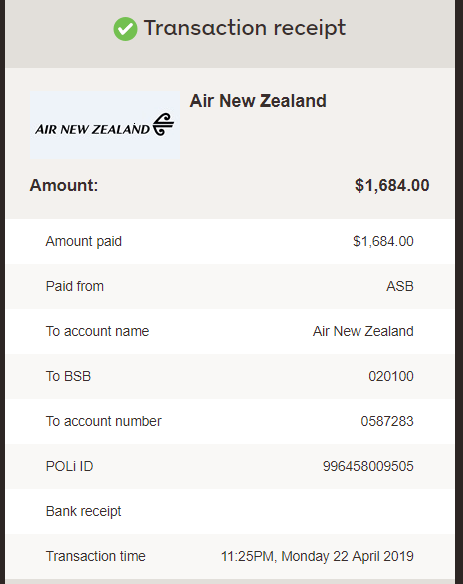 Transaction receipt
Air New Zealand
AIR NEW ZEALAND
Amount: $1,684.00
Amount paid $1,684.00
Paid from ASB
To account name Air New Zealand
To BSB 020100
To account number 0587283
POLi ID 996458009505
Bank receipt
Transaction time 11:25PM, Monday 22 April 2019